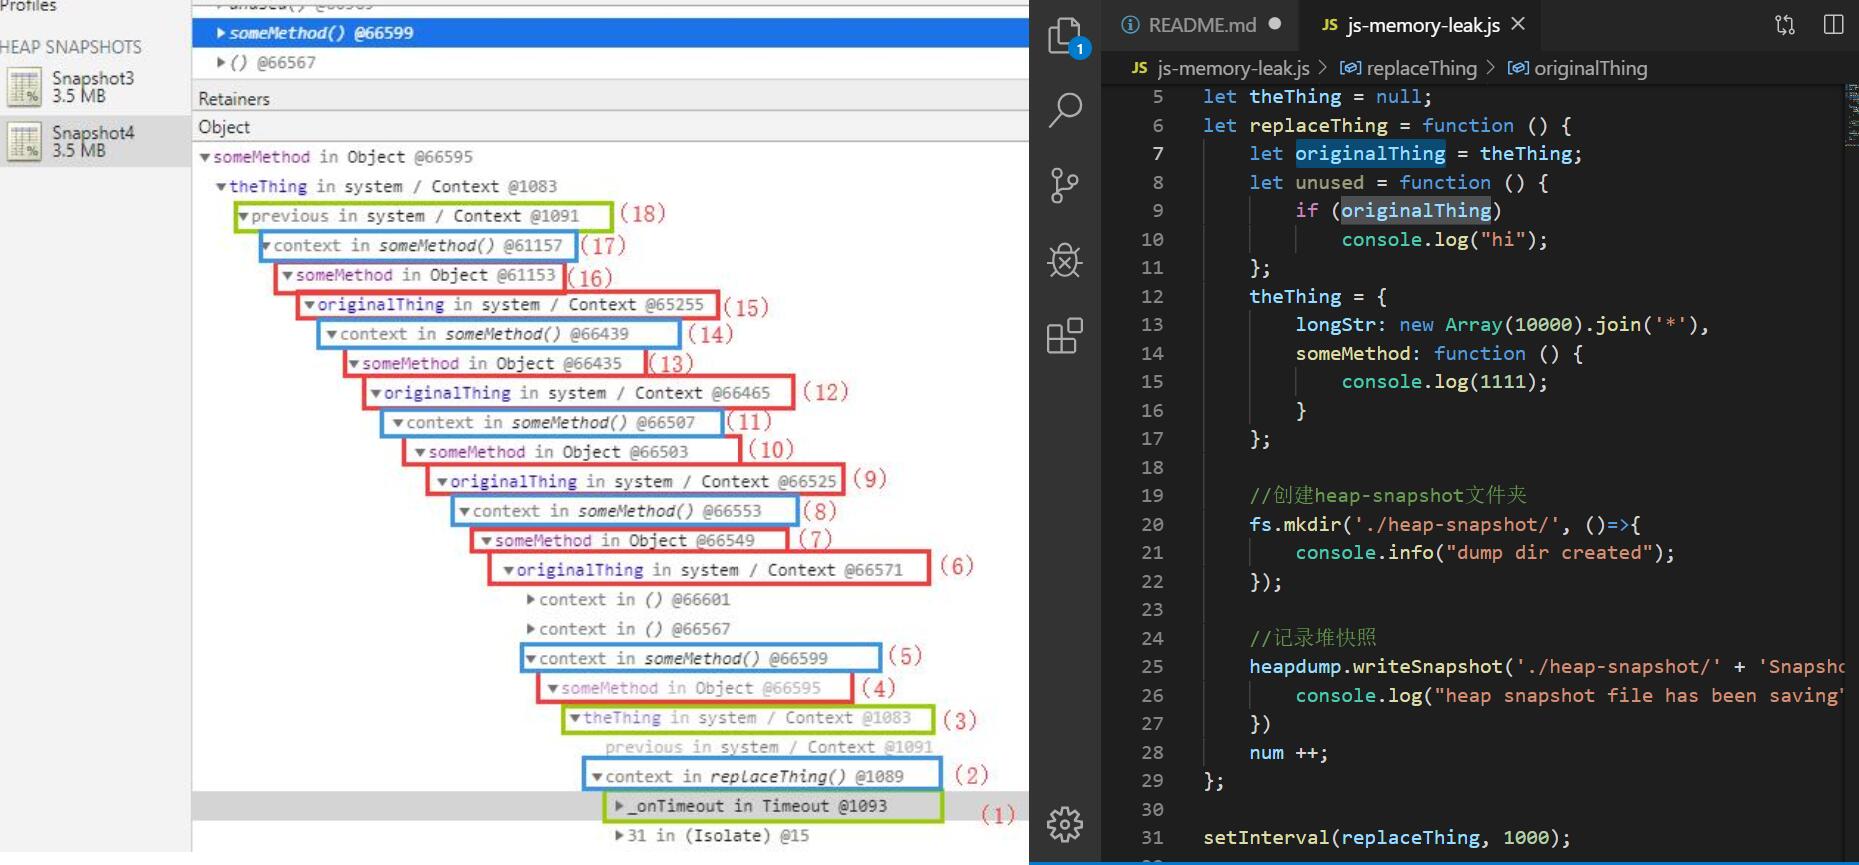 Profiles
HEAP SNAPSHOTS
Snapshot3
3.5 MB
Snapshot4
3.5 MB
unused() @66569
▶someMethod() @66599
▶() @66567
Retainers
Object
▼someMethod in Object @66595
▼theThing in system / Context @1083
▼previous in system / Context @1091 (18)
▼context in someMethod() @61157 (17)
▼someMethod in Object @61153 (16)
▼originalThing in system / Context @65255 (15)
▼context in someMethod() @66439 (14)
▼someMethod in Object @66435 (13)
▼originalThing in system / Context @66465 (12)
▼context in someMethod() @66507 (11)
▼someMethod in Object @66503 (10)
▼originalThing in system / Context @66525 (9)
▼context in someMethod() @66553 (8)
▼someMethod in Object @66549 (7)
▼originalThing in system / Context @66571 (6)
▶context in () @66601
▶context in () @66567
▼context in someMethod() @66599 (5)
▼someMethod in Object @66595 (4)
▼theThing in system / Context @1083 (3)
previous in system / Context @1091
▼context in replaceThing() @1089 (2)
▶_onTimeout in Timeout @1093 (1)
▶31 in (Isolate) @15
1
README.md
JS js-memory-leak.js
JS js-memory-leak.js > replaceThing > originalThing
5 let theThing = null;
6 let replaceThing = function () {
7 let originalThing = theThing;
8 let unused = function () {
9 if (originalThing)
10 console.log("hi");
11 };
12 theThing = {
13 longStr: new Array(10000).join('*'),
14 someMethod: function () {
15 console.log(1111);
16 }
17 };
18
19 //创建heap-snapshot文件夹
20 fs.mkdir('./heap-snapshot/', ()=>{
21 console.info("dump dir created");
22 });
23
24 //记录堆快照
25 heapdump.writeSnapshot('./heap-snapshot/' + 'Snapsho
26 console.log("heap snapshot file has been saving"
27 })
28 num ++;
29 };
30
31 setInterval(replaceThing, 1000);